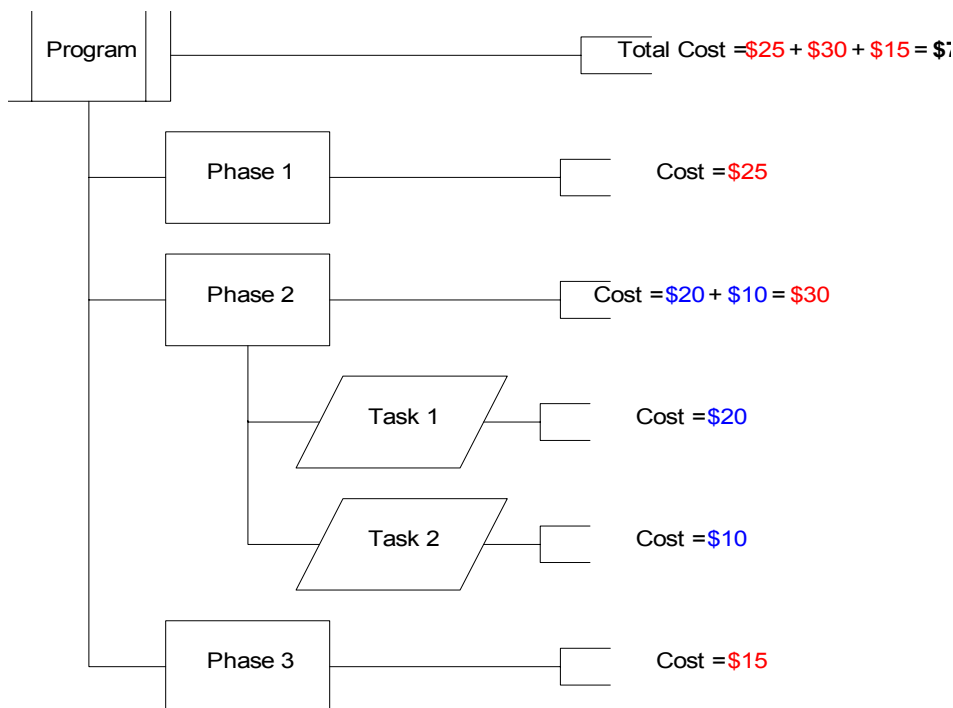 Program
Total Cost =$25 + $30 + $15 = $7
Phase 1
Cost =$25
Phase 2
Cost =$20 + $10 = $30
Task 1
Cost =$20
Task 2
Cost =$10
Phase 3
Cost =$15